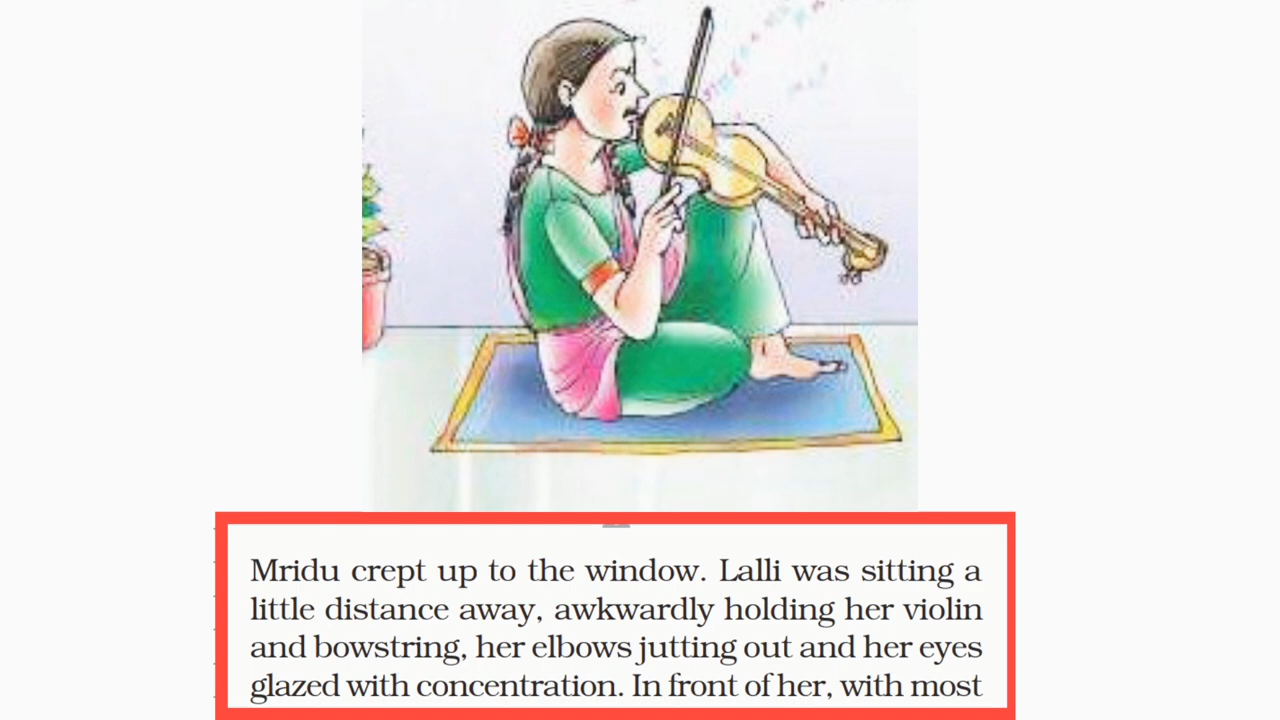 Mridu crept up to the window. Lalli was sitting a
little distance away, awkwardly holding her violin
and bowstring, her elbows jutting out and her eyes
glazed with concentration. In front of her, with most